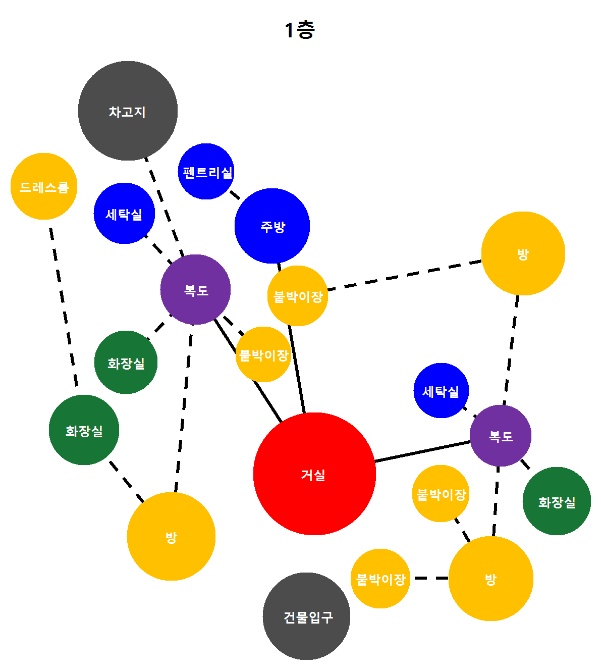 1층
차고지
펜트리실
드레스룸
세탁실
주방
방
복도
붙박이장
붙박이장
화장실
세탁실
화장실
복도
거실
붙박이장
화장실
방
붙박이장
방
건물입구